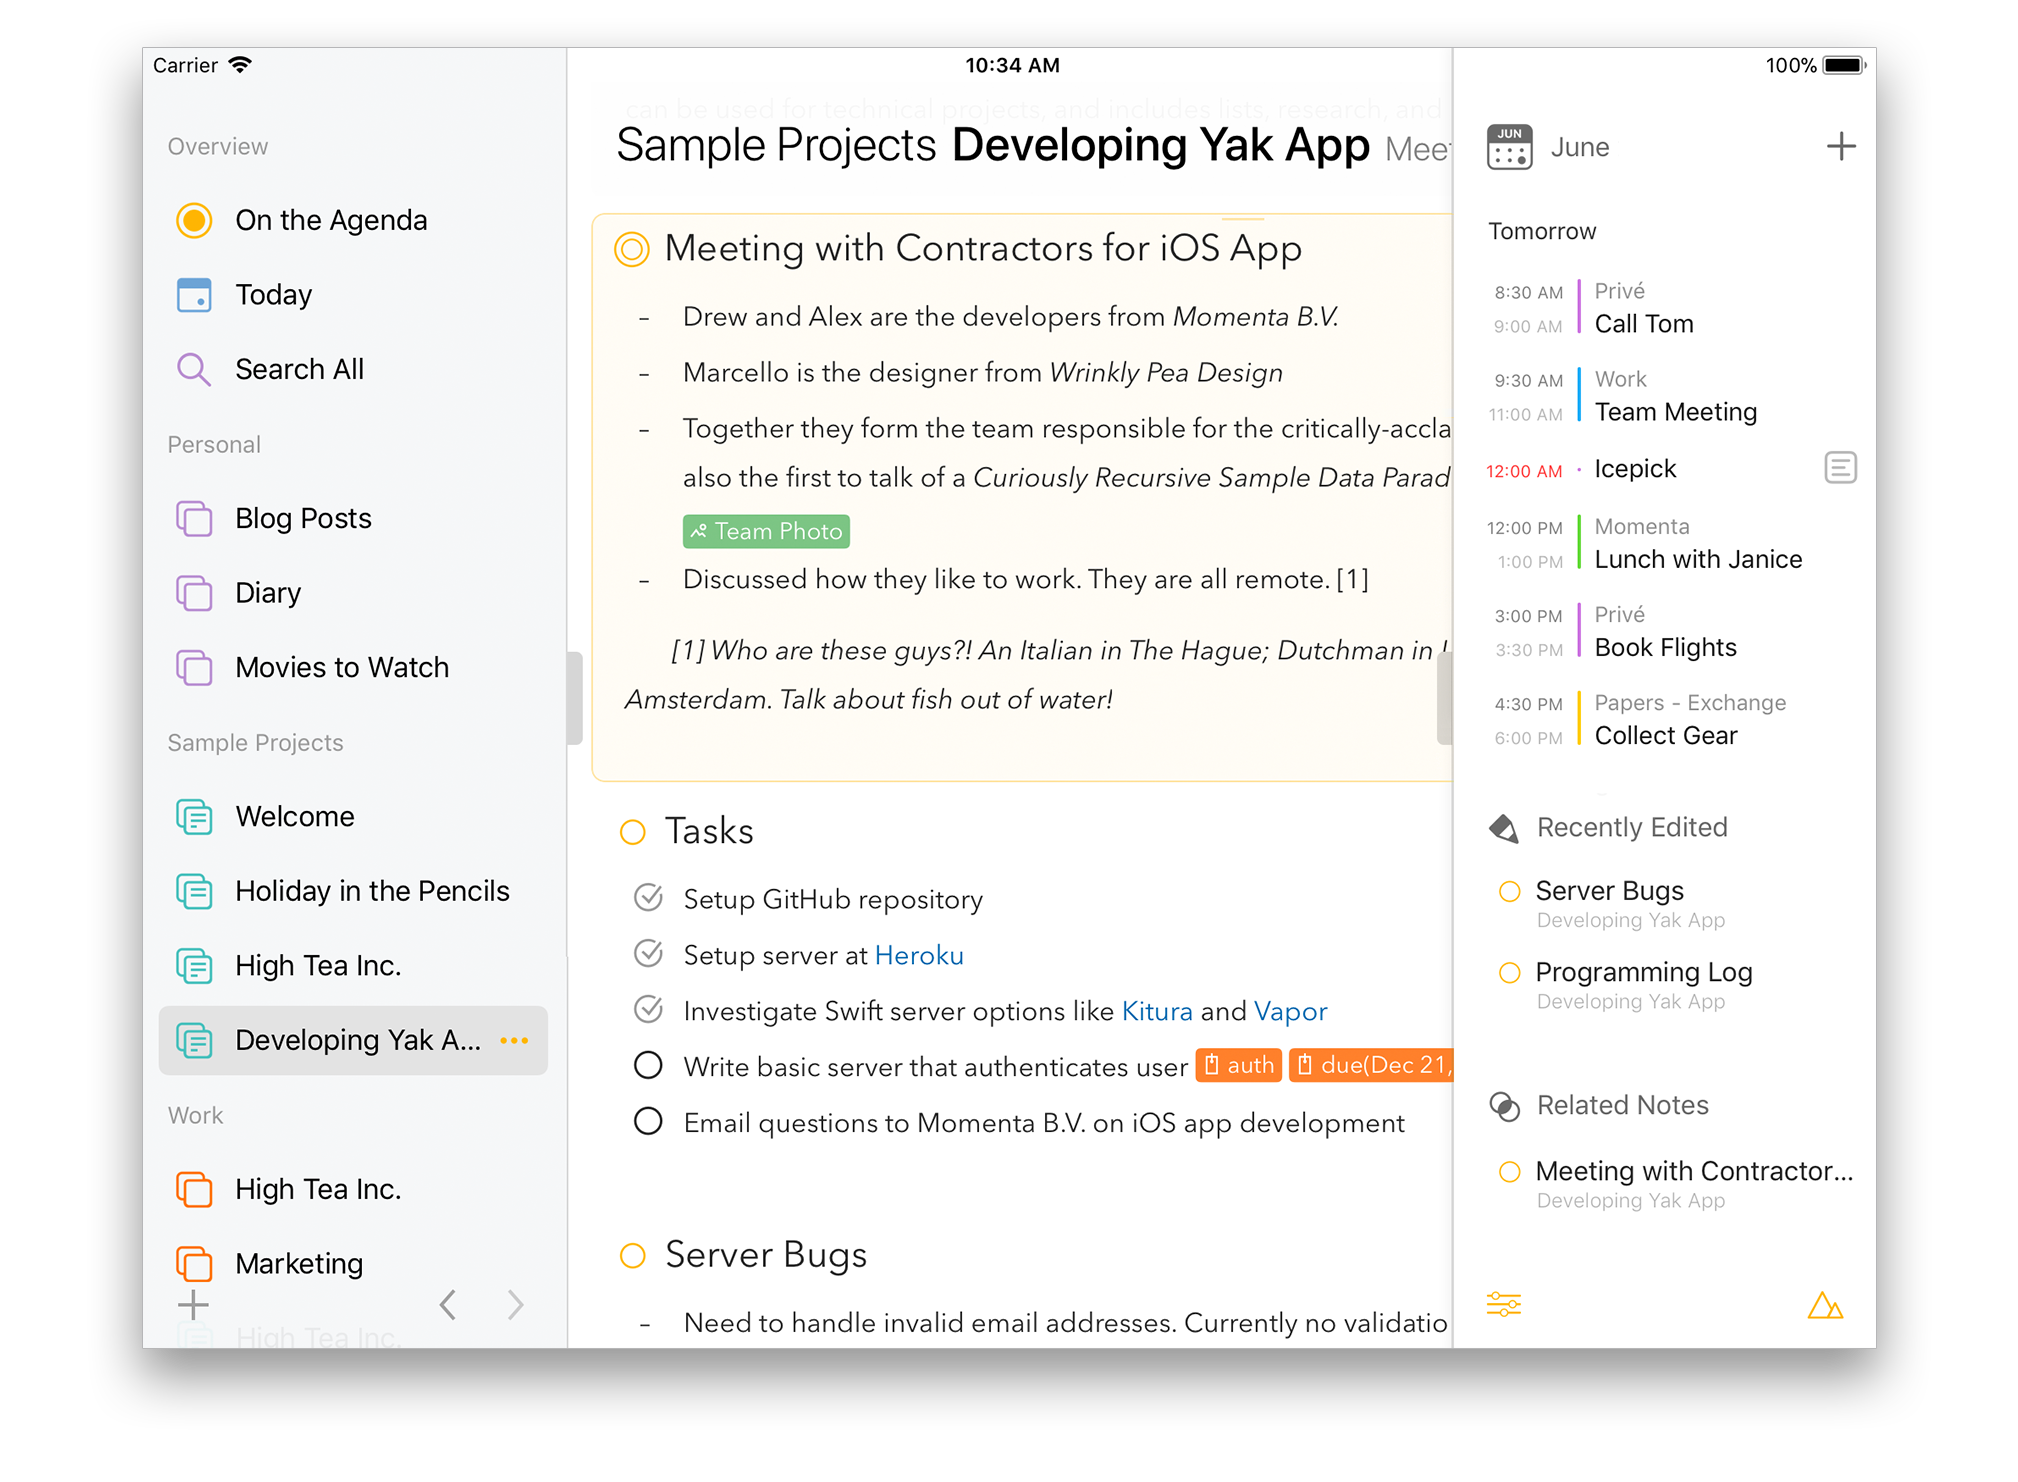 Carrier
10:34 AM
100%
Overview
On the Agenda
Today
Search All
Personal
Blog Posts
Diary
Movies to Watch
Sample Projects
Welcome
Holiday in the Pencils
High Tea Inc.
Developing Yak A...
Work
High Tea Inc.
Marketing
High Tea Inc.
can be used for technical projects, and includes lists, research, and
Sample Projects Developing Yak App Meet
Meeting with Contractors for iOS App
- Drew and Alex are the developers from Momenta B.V.
- Marcello is the designer from Wrinkly Pea Design
- Together they form the team responsible for the critically-accla
also the first to talk of a Curiously Recursive Sample Data Parad
Team Photo
- Discussed how they like to work. They are all remote. [1]
[1] Who are these guys?! An Italian in The Hague; Dutchman in
Amsterdam. Talk about fish out of water!
Tasks
Setup GitHub repository
Setup server at Heroku
Investigate Swift server options like Kitura and Vapor
Write basic server that authenticates user auth due(Dec 21,
Email questions to Momenta B.V. on iOS app development
Server Bugs
- Need to handle invalid email addresses. Currently no validatio
JUN
June
Tomorrow
8:30 AM Privé
9:00 AM Call Tom
9:30 AM Work
11:00 AM Team Meeting
12:00 AM Icepick
12:00 PM Momenta
1:00 PM Lunch with Janice
3:00 PM Privé
3:30 PM Book Flights
4:30 PM Papers - Exchange
6:00 PM Collect Gear
Recently Edited
Server Bugs
Developing Yak App
Programming Log
Developing Yak App
Related Notes
Meeting with Contractor...
Developing Yak App